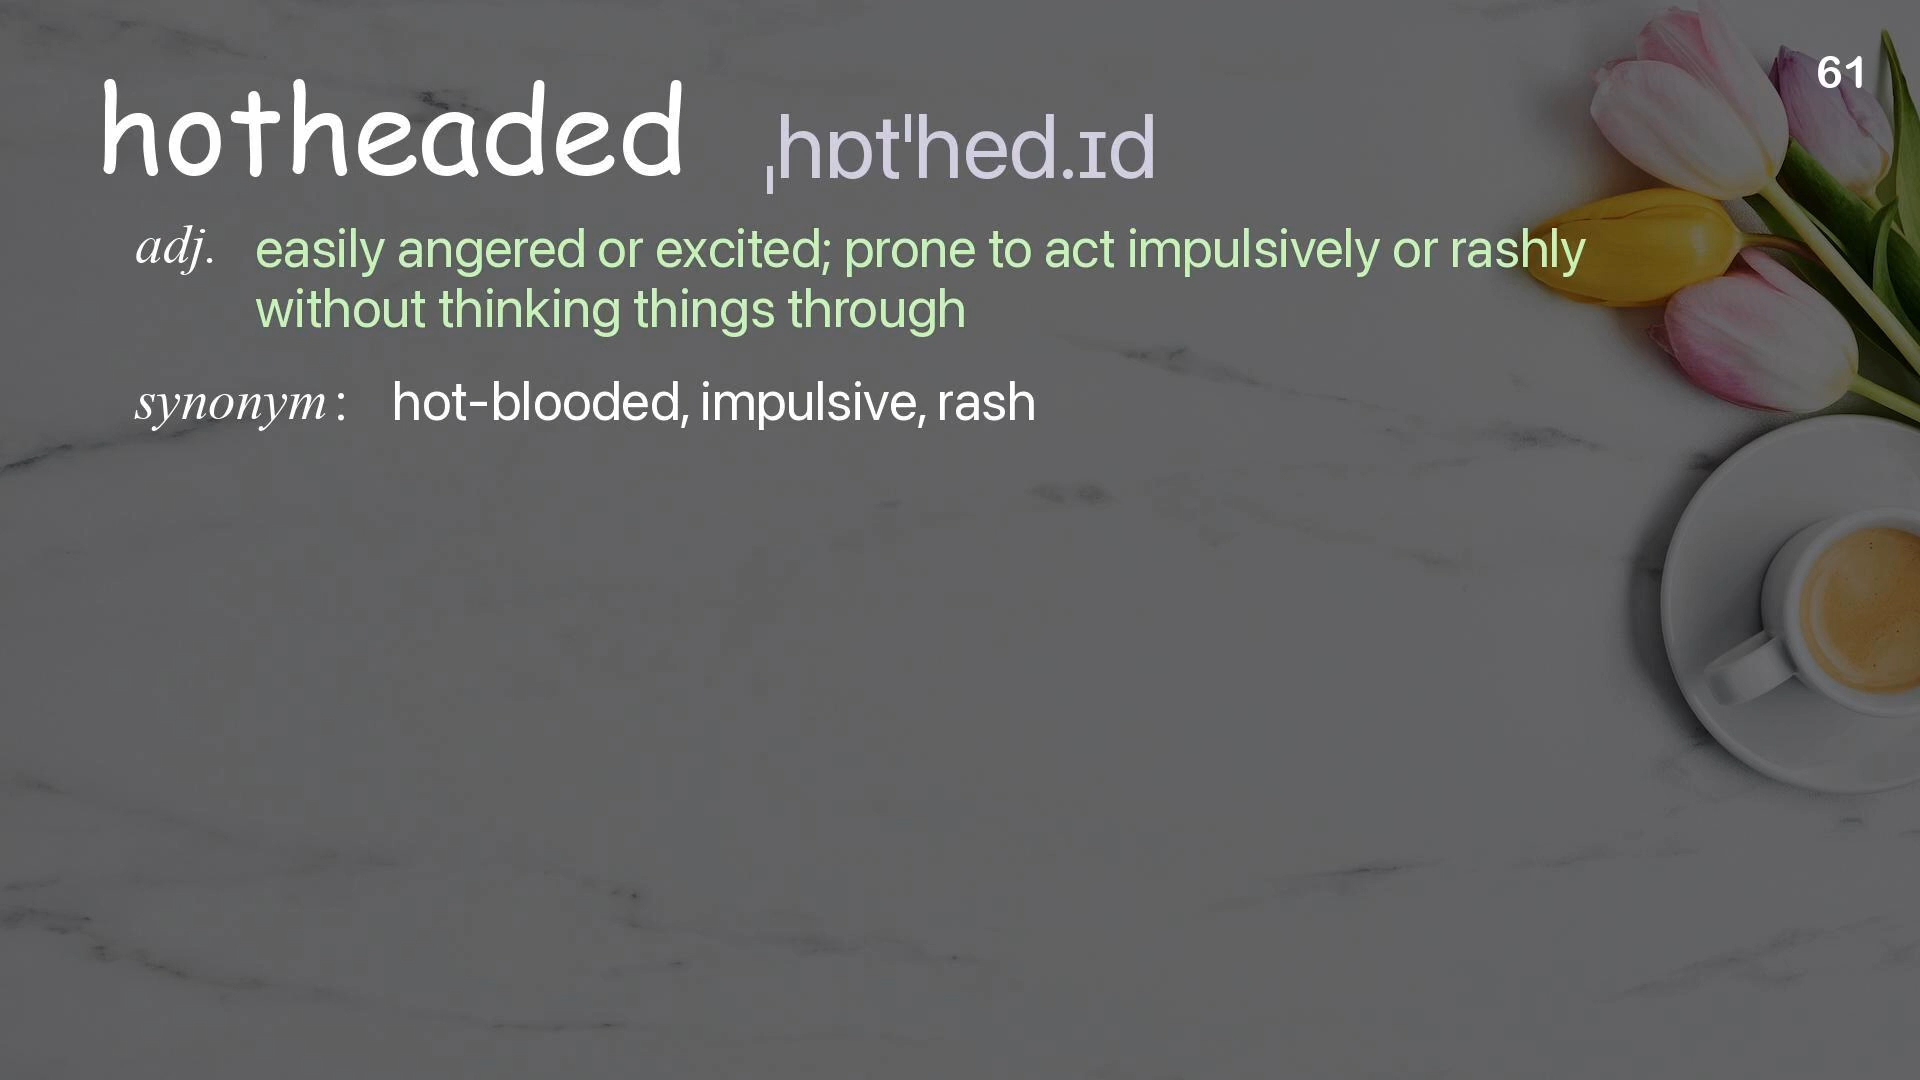 61
hotheaded ˌhɒtˈhed.ɪd
adj. easily angered or excited; prone to act impulsively or rashly
without thinking things through
synonym : hot-blooded, impulsive, rash